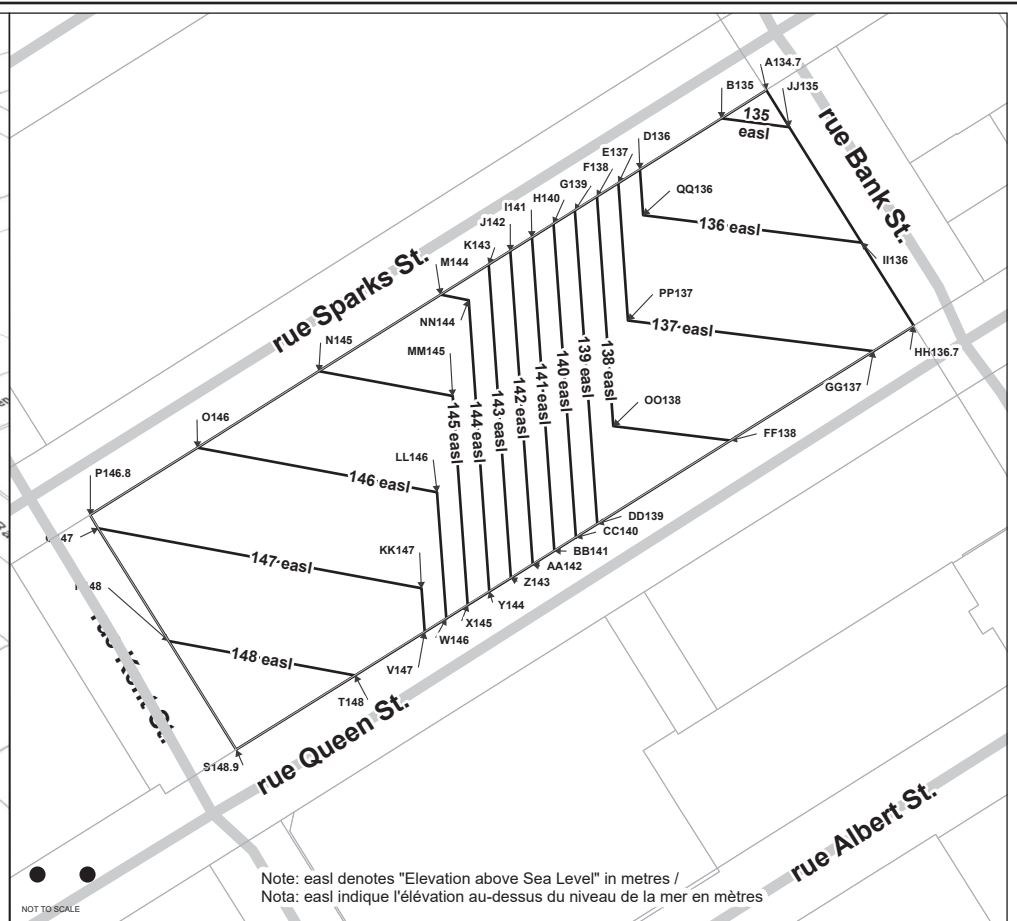 A134.7
B135
JJ135
135
easl
rue Bank St.
D136
E137
F138
G139
H140
I141
J142
K143
M144
QQ136
136 easl
II136
rue Sparks St.
NN144
PP137
137 easl
N145
MM145
HH136.7
GG137
145 easl
144 easl
143 easl
142 easl
141 easl
140 easl
139 easl
138 easl
OO138
FF138
O146
LL146
146 easl
P146.8
DD139
CC140
BB141
AA142
Z143
Y144
X145
W146
V147
147 easl
KK147
148 easl
T148
S148.9
rue Queen St.
rue Albert St.
Note: easl denotes "Elevation above Sea Level" in metres /
Nota: easl indique l'élévation au-dessus du niveau de la mer en mètres
NOT TO SCALE